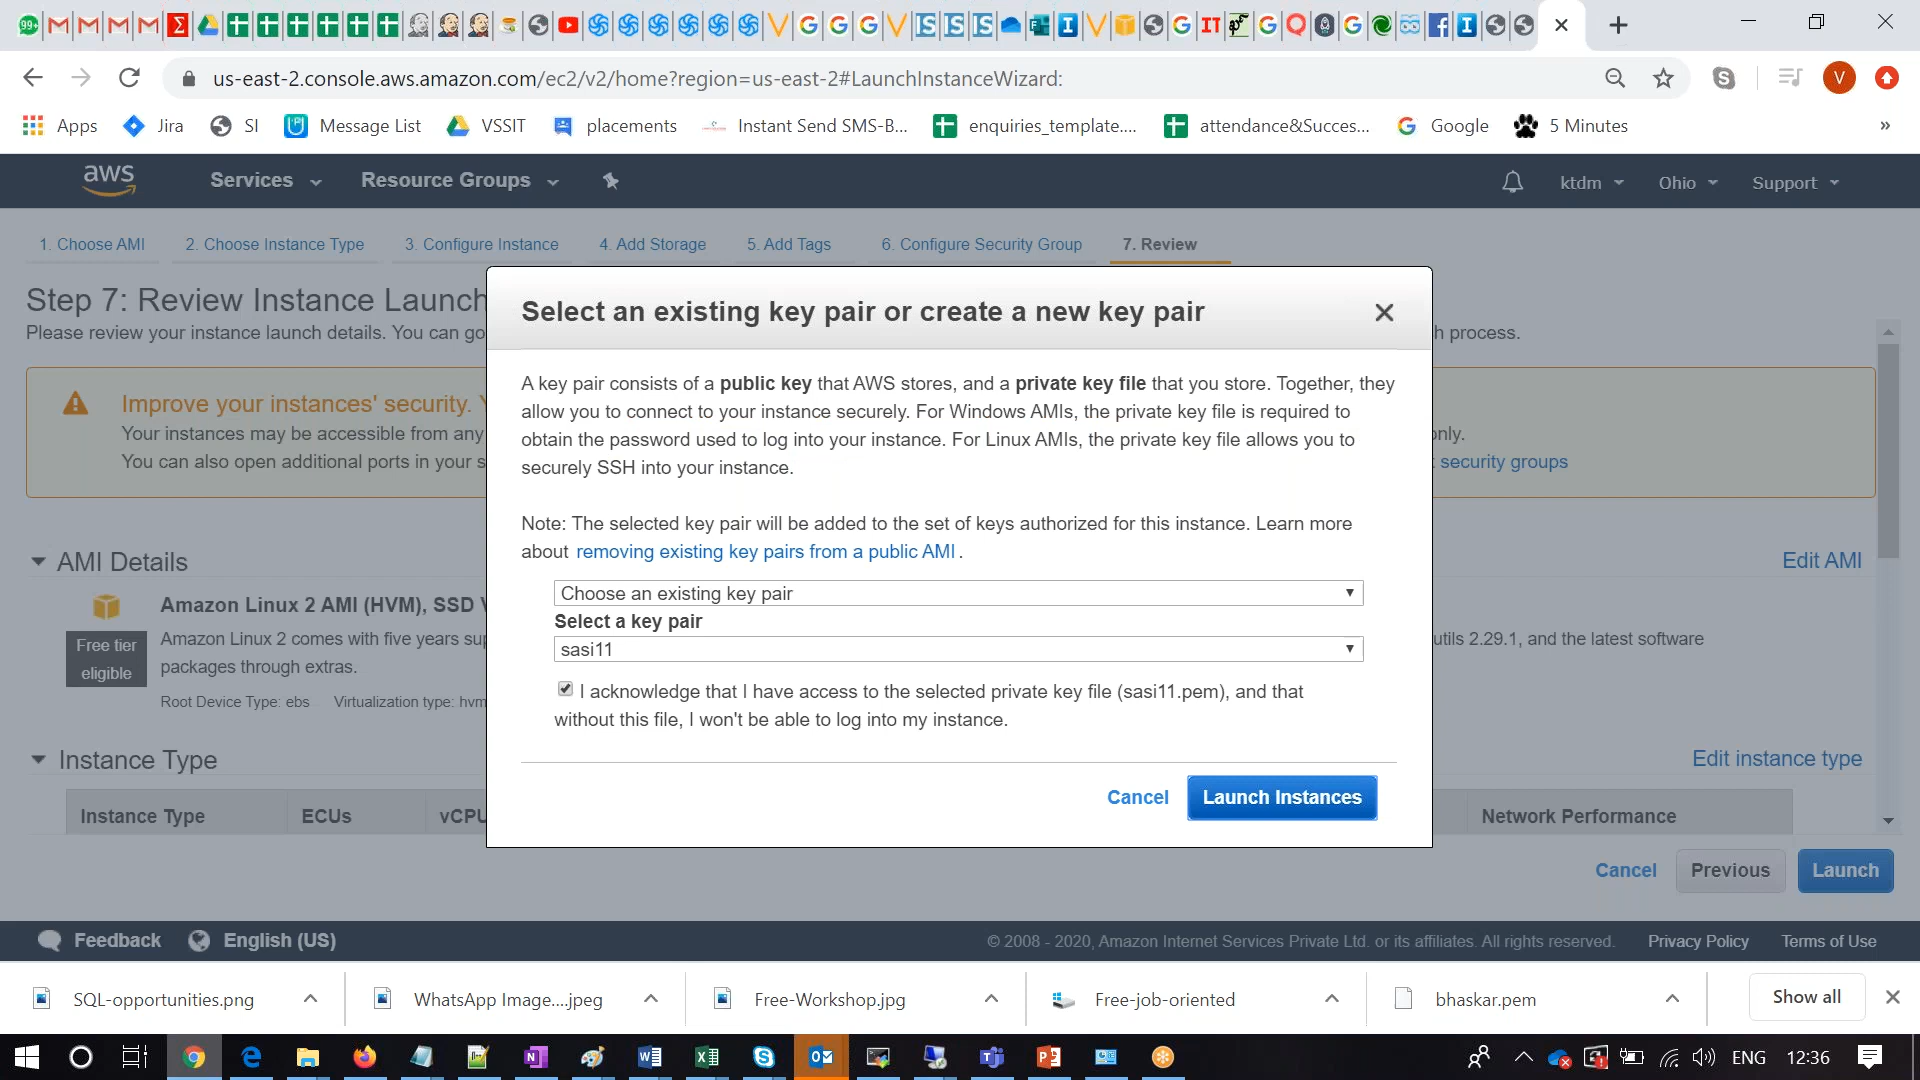 99+
us-east-2.console.aws.amazon.com/ec2/v2/home?region=us-east-2#LaunchInstanceWizard:
V
Apps
Jira
SI
Message List
VSSIT
placements
Instant Send SMS-B...
enquiries_template....
attendance&Succes...
Google
5 Minutes
»
aws
Services
Resource Groups
ktdm
Ohio
Support
1. Choose AMI
2. Choose Instance Type
3. Configure Instance
4. Add Storage
5. Add Tags
6. Configure Security Group
7. Review
Step 7: Review Instance Launch
Please review your instance launch details. You can go
h process.
Improve your instances' security.
Your instances may be accessible from any
only.
You can also open additional ports in your s
security groups
AMI Details
Edit AMI
Amazon Linux 2 AMI (HVM), SSD V
Free tier
eligible
Amazon Linux 2 comes with five years sup
utils 2.29.1, and the latest software
packages through extras.
Root Device Type: ebs
Virtualization type: hvm
Instance Type
Edit instance type
Instance Type
ECUs
vCPU
Network Performance
Select an existing key pair or create a new key pair
A key pair consists of a public key that AWS stores, and a private key file that you store. Together, they
allow you to connect to your instance securely. For Windows AMIs, the private key file is required to
obtain the password used to log into your instance. For Linux AMIs, the private key file allows you to
securely SSH into your instance.
Note: The selected key pair will be added to the set of keys authorized for this instance. Learn more
about removing existing key pairs from a public AMI .
Choose an existing key pair
Select a key pair
sasi11
I acknowledge that I have access to the selected private key file (sasi11.pem), and that
without this file, I won't be able to log into my instance.
Cancel
Launch Instances
Cancel
Previous
Launch
Feedback
English (US)
© 2008 - 2020, Amazon Internet Services Private Ltd. or its affiliates. All rights reserved.
Privacy Policy
Terms of Use
SQL-opportunities.png
WhatsApp Image....jpeg
Free-Workshop.jpg
Free-job-oriented
bhaskar.pem
Show all
ENG
12:36